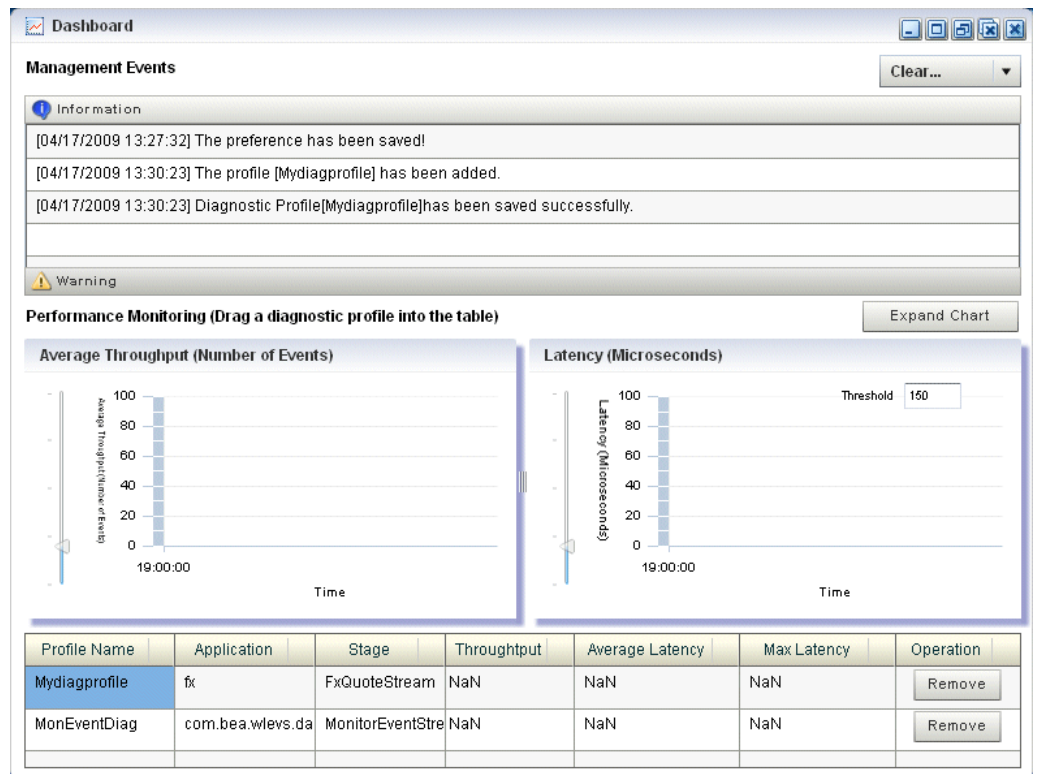 Dashboard
Management Events
Clear...
Information
[04/17/2009 13:27:32] The preference has been saved!
[04/17/2009 13:30:23] The profile [Mydiagprofile] has been added.
[04/17/2009 13:30:23] Diagnostic Profile[Mydiagprofile]has been saved successfully.
Warning
Performance Monitoring (Drag a diagnostic profile into the table)
Expand Chart
Average Throughput (Number of Events)
Average Throughput (Number of Events)
100
80
60
40
20
0
19:00:00
Time
Latency (Microseconds)
Threshold 150
Latency (Microseconds)
100
80
60
40
20
0
19:00:00
Time
Profile Name Application Stage Throughtput Average Latency Max Latency Operation
Mydiagprofile fx FxQuoteStream NaN NaN NaN Remove
MonEventDiag com.bea.wlevs.da MonitorEventStre NaN NaN NaN Remove